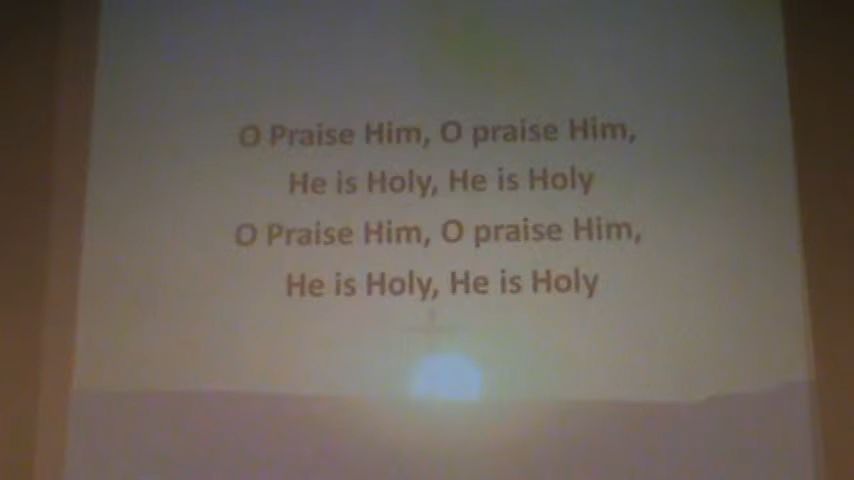 O Praise Him, O praise Him,
He is Holy, He is Holy
O Praise Him, O praise Him,
He is Holy, He is Holy